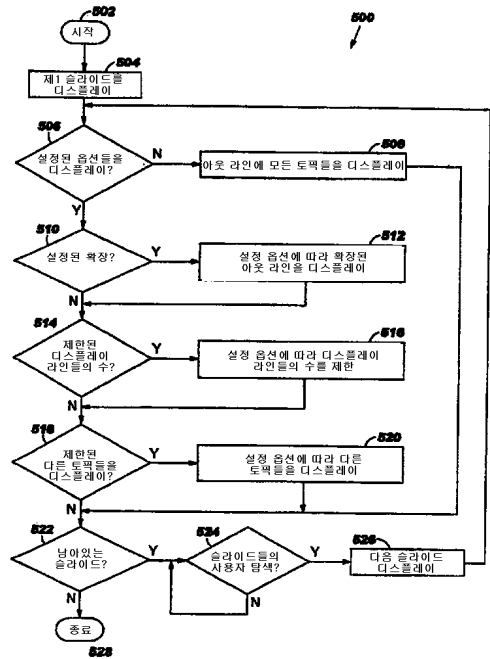 502
500
시작
504
제1 슬라이드를
디스플레이
506
설정된 옵션들을
디스플레이?
N
508
아웃 라인에 모든 토픽들을 디스플레이
Y
510
설정된 확장?
Y
512
설정 옵션에 따라 확장된
아웃 라인을 디스플레이
N
514
제한된
디스플레이
라인들의 수?
Y
516
설정 옵션에 따라 디스플레이
라인들의 수를 제한
N
518
제한된
다른 토픽들을
디스플레이?
Y
520
설정 옵션에 따라 다른
토픽들을 디스플레이
N
522
남아있는
슬라이드?
Y
524
슬라이드들의
사용자 탐색?
Y
526
다음 슬라이드
디스플레이
N
N
종료
528